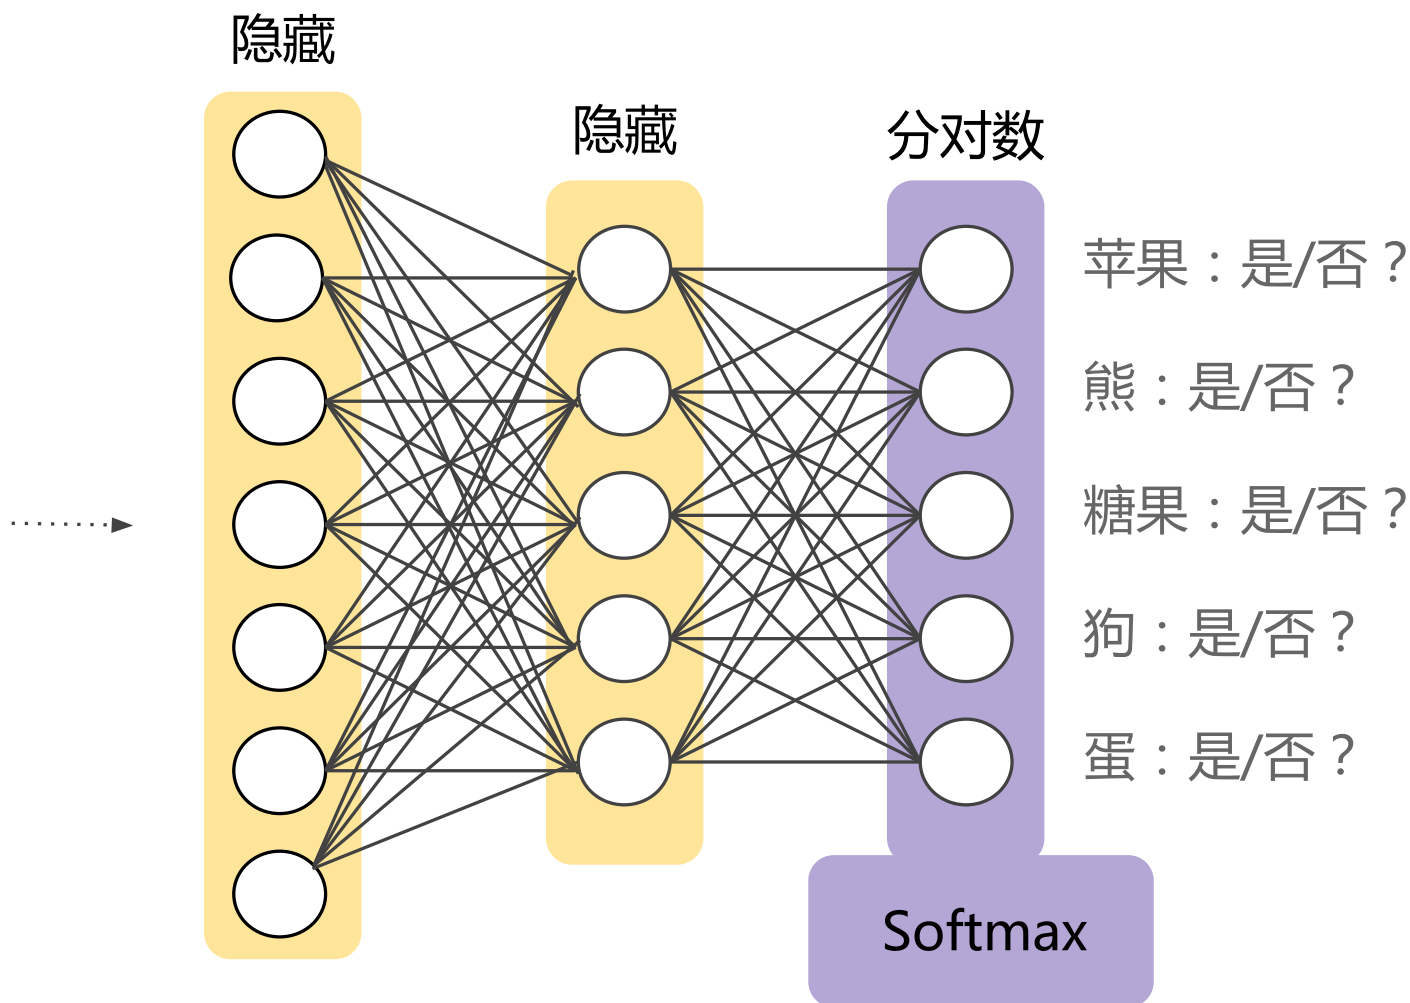 隐藏
隐藏
分对数
苹果：是/否？
熊：是/否？
糖果：是/否？
狗：是/否？
蛋：是/否？
Softmax